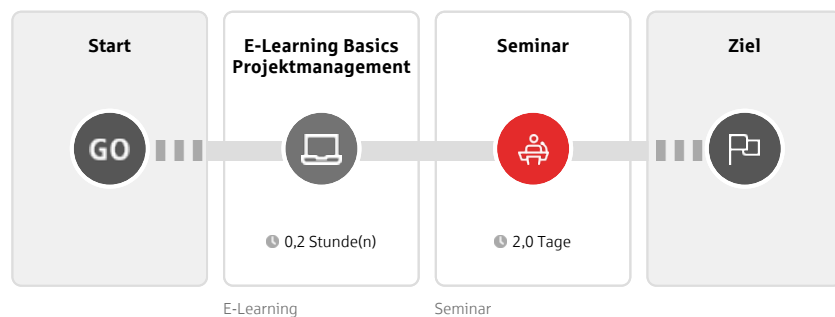 Start
GO
E-Learning Basics
Projektmanagement
0,2 Stunde(n)
E-Learning
Seminar
2,0 Tage
Seminar
Ziel